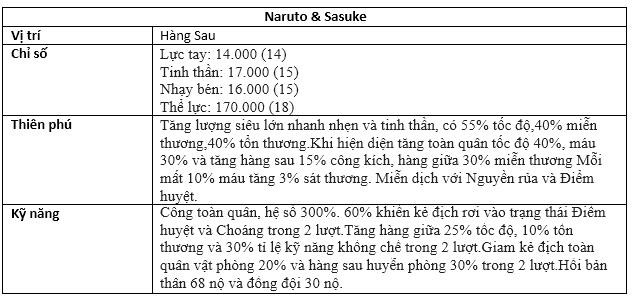 Naruto & Sasuke
Vị trí
Hàng Sau
Chỉ số
Lực tay: 14.000 (14)
Tinh thần: 17.000 (15)
Nhạy bén: 16.000 (15)
Thể lực: 170.000 (18)
Thiên phú
Tăng lượng siêu lớn nhanh nhẹn và tinh thần, có 55% tốc độ,40% miễn
thương,40% tổn thương.Khi hiện diện tăng toàn quân tốc độ 40%, máu
30% và tăng hàng sau 15% công kích, hàng giữa 30% miễn thương Mỗi
mất 10% máu tăng 3% sát thương. Miễn dịch với Nguyền rủa và Điểm
huyệt.
Kỹ năng
Công toàn quân, hệ số 300%. 60% khiên kẻ địch rơi vào trạng thái Điêm
huyệt và Choáng trong 2 lượt.Tăng hàng giữa 25% tốc độ, 10% tôn
thương và 30% tỉ lệ kỹ năng không chế trong 2 lượt.Giam kẻ địch toàn
quân vật phòng 20% và hàng sau huyễn phòng 30% trong 2 lượt.Hồi bản
thân 68 nộ và đồng đội 30 nộ.